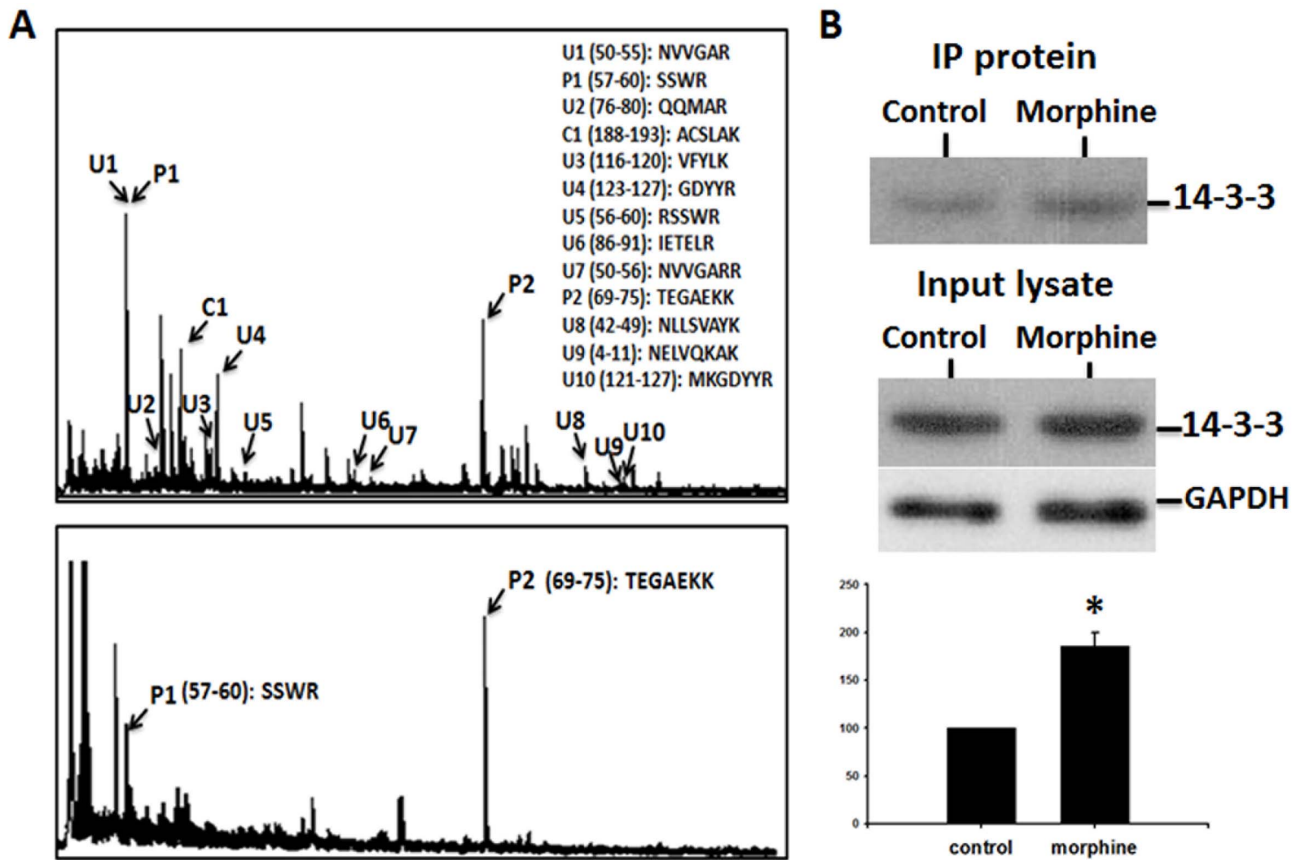 A
U1 (50-55): NVVGAR
P1 (57-60): SSWR
U2 (76-80): QQMAR
C1 (188-193): ACSLAK
U3 (116-120): VFYLK
U4 (123-127): GDYYR
U5 (56-60): RSSWR
U6 (86-91): IETELR
U7 (50-56): NVVGARR
P2 (69-75): TEGAEKK
U8 (42-49): NLLSVAYK
U9 (4-11): NELVQKAK
U10 (121-127): MKGDYYR
U1 P1
P2
C1
U4
U2 U3
U5
U6
U7
U8
U9
U10
P2 (69-75): TEGAEKK
P1 (57-60): SSWR
B
IP protein
Control Morphine
14-3-3
Input lysate
Control Morphine
14-3-3
GAPDH
250
200
150
100
50
0
*
control morphine